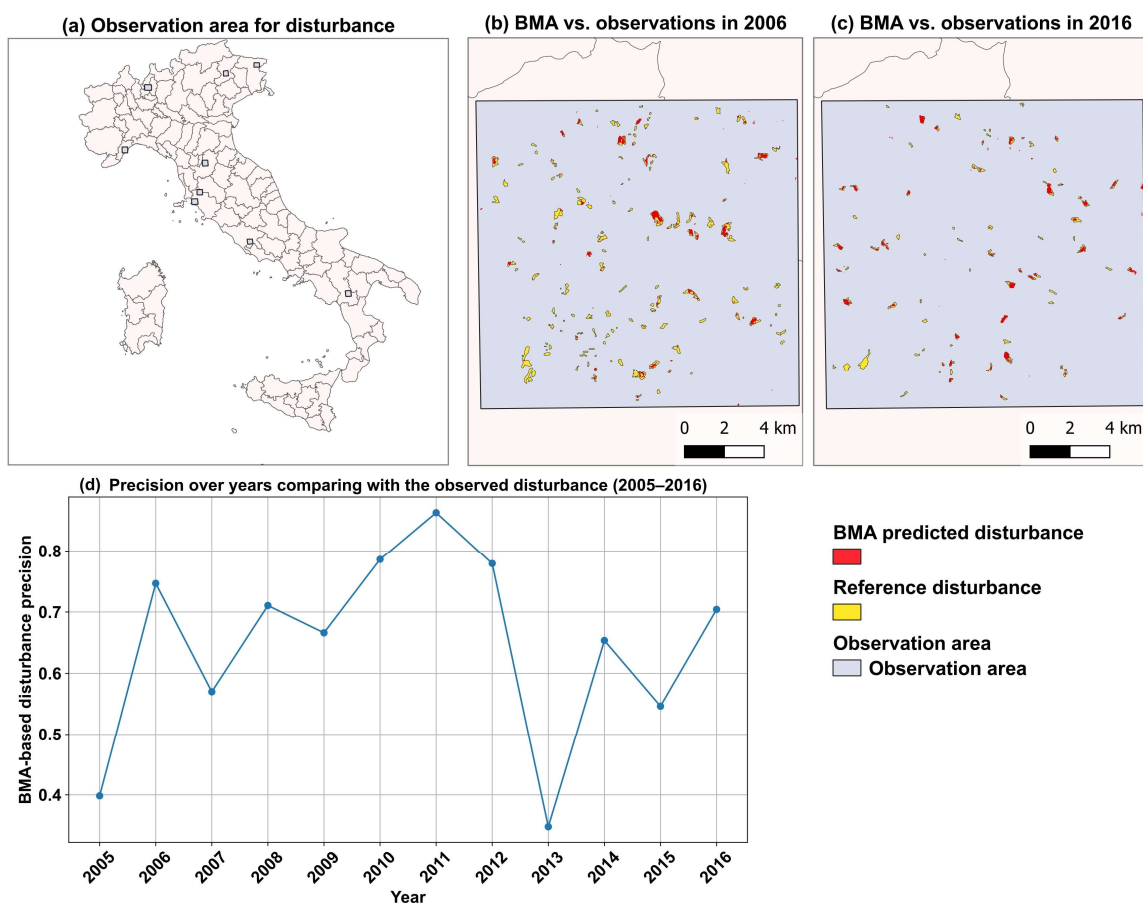 (a) Observation area for disturbance
(b) BMA vs. observations in 2006
(c) BMA vs. observations in 2016
0 2 4 km
0 2 4 km
(d) Precision over years comparing with the observed disturbance (2005–2016)
BMA-based disturbance precision
0.8
0.7
0.6
0.5
0.4
2005 2006 2007 2008 2009 2010 2011 2012 2013 2014 2015 2016
Year
BMA predicted disturbance
Reference disturbance
Observation area
Observation area